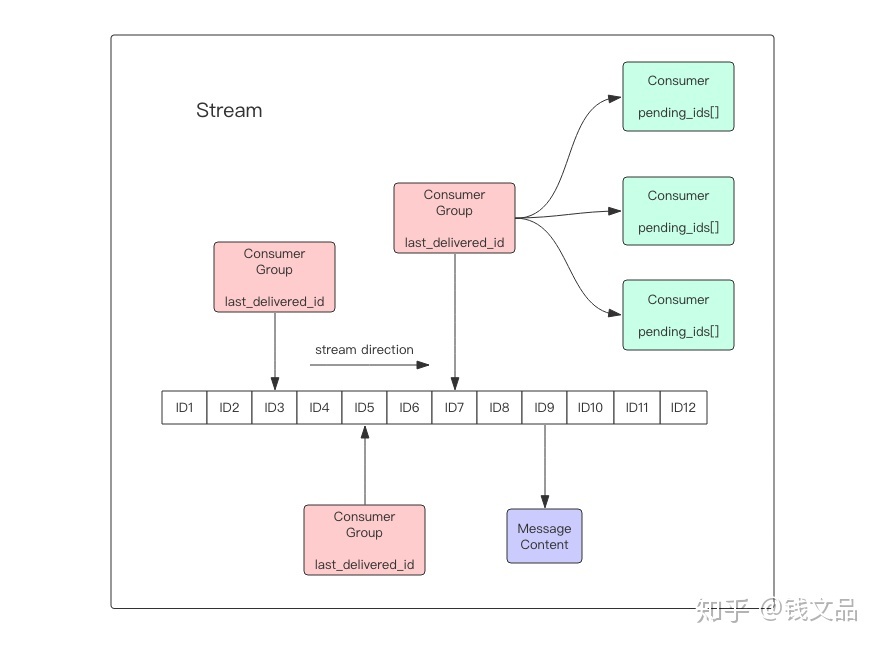 Stream
Consumer
pending_ids[]
Consumer
Group
last_delivered_id
Consumer
pending_ids[]
Consumer
Group
last_delivered_id
Consumer
pending_ids[]
stream direction
ID1 ID2 ID3 ID4 ID5 ID6 ID7 ID8 ID9 ID10 ID11 ID12
Consumer
Group
last_delivered_id
Message
Content
知乎 @钱文品